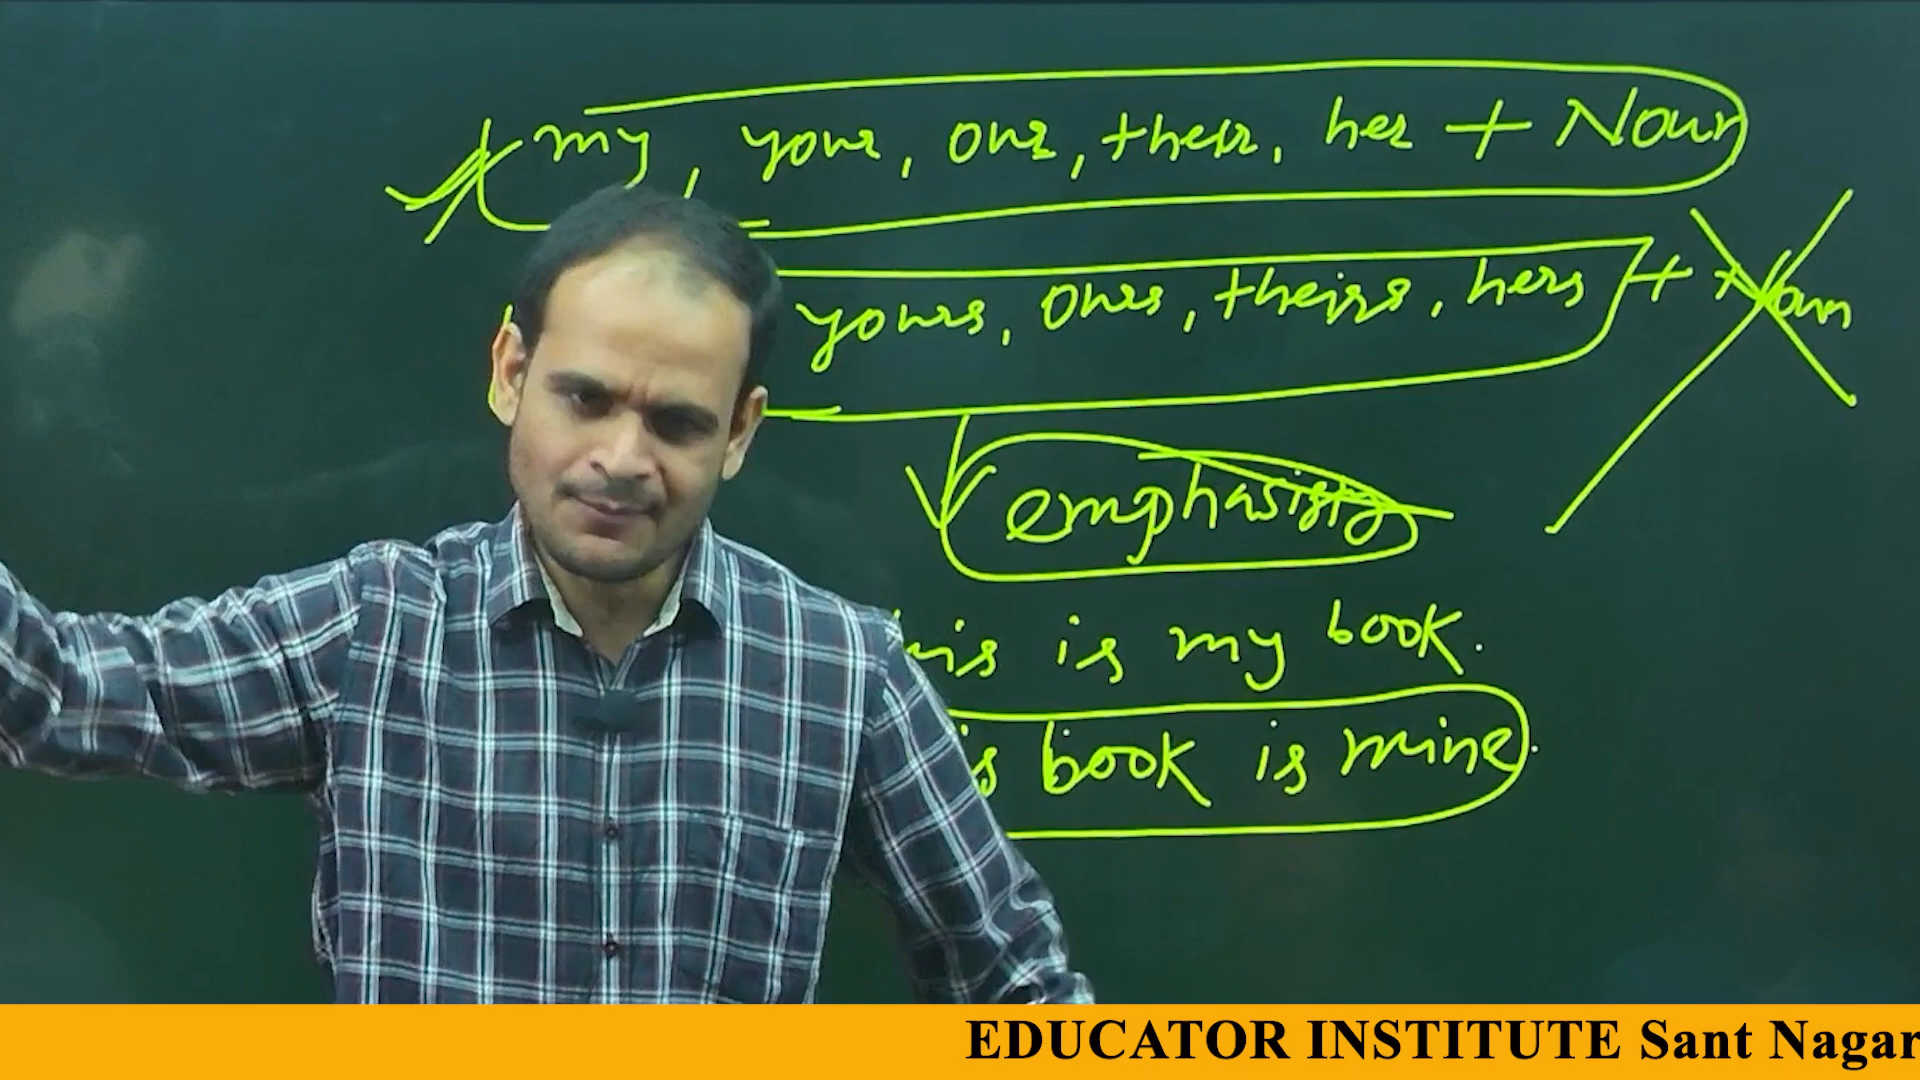 my, your, our, their, her + Noun
yours, ours, theirs, hers + + Noun
emphasis
is my book.
book is mine.
EDUCATOR INSTITUTE Sant Nagar